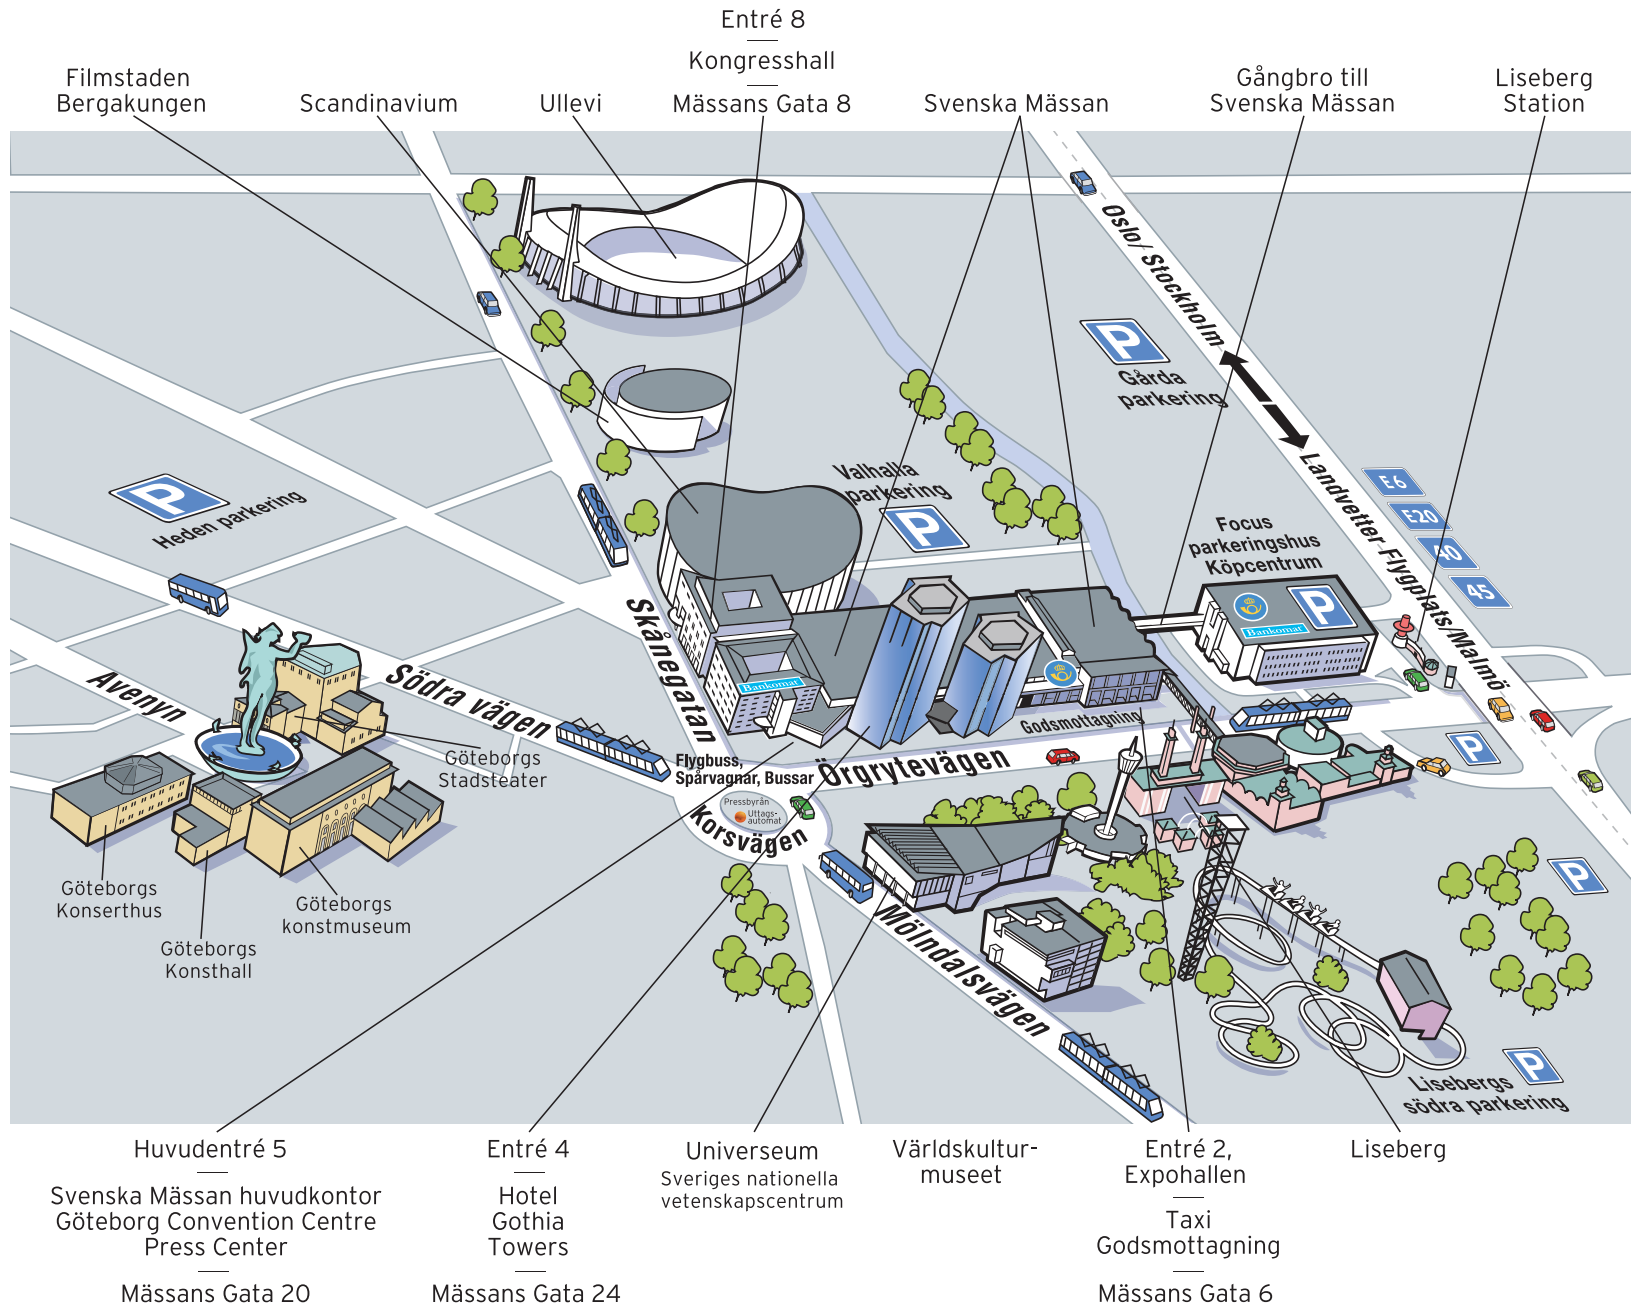 Entré 8
Kongresshall
Mässans Gata 8
Filmstaden
Bergakungen
Scandinavium
Ullevi
Svenska Mässan
Gångbro till
Svenska Mässan
Liseberg
Station
Oslo/ Stockholm
P
Gårda
parkering
Landvetter Flygplats/Malmö
E6
E20
40
45
P
Heden parkering
Valhalla
parkering
P
Focus
parkeringshus
Köpcentrum
P
Bankomat
Skånegatan
Bankomat
Godsmottagning
Avenyn
Södra vägen
Göteborgs
Stadsteater
Flygbuss,
Spårvagnar, Bussar
Örgrytevägen
Pressbyrån
Uttags-
automat
Korsvägen
P
P
Göteborgs
Konserthus
Göteborgs
konstmuseum
Göteborgs
Konsthall
Mölndalsvägen
P
Lisebergs
södra parkering
Huvudentré 5
Svenska Mässan huvudkontor
Göteborg Convention Centre
Press Center
Mässans Gata 20
Entré 4
Hotel
Gothia
Towers
Mässans Gata 24
Universeum
Sveriges nationella
vetenskapscentrum
Världskultur-
museet
Entré 2,
Expohallen
Taxi
Godsmottagning
Mässans Gata 6
Liseberg